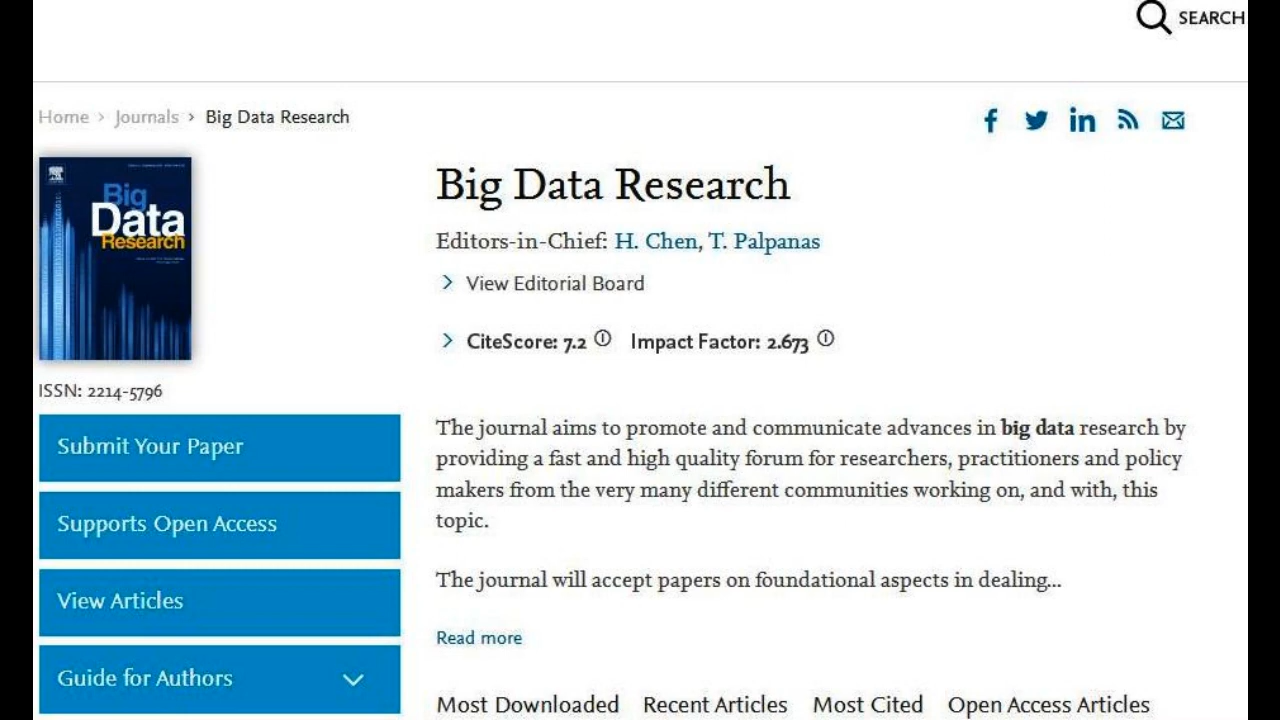 SEARCH
Home > Journals > Big Data Research
Big
Data
Research
ISSN: 2214-5796
Submit Your Paper
Supports Open Access
View Articles
Guide for Authors
Big Data Research
Editors-in-Chief: H. Chen, T. Palpanas
> View Editorial Board
> CiteScore: 7.2 Impact Factor: 2.673
The journal aims to promote and communicate advances in big data research by
providing a fast and high quality forum for researchers, practitioners and policy
makers from the very many different communities working on, and with, this
topic.
The journal will accept papers on foundational aspects in dealing...
Read more
Most Downloaded Recent Articles Most Cited Open Access Articles